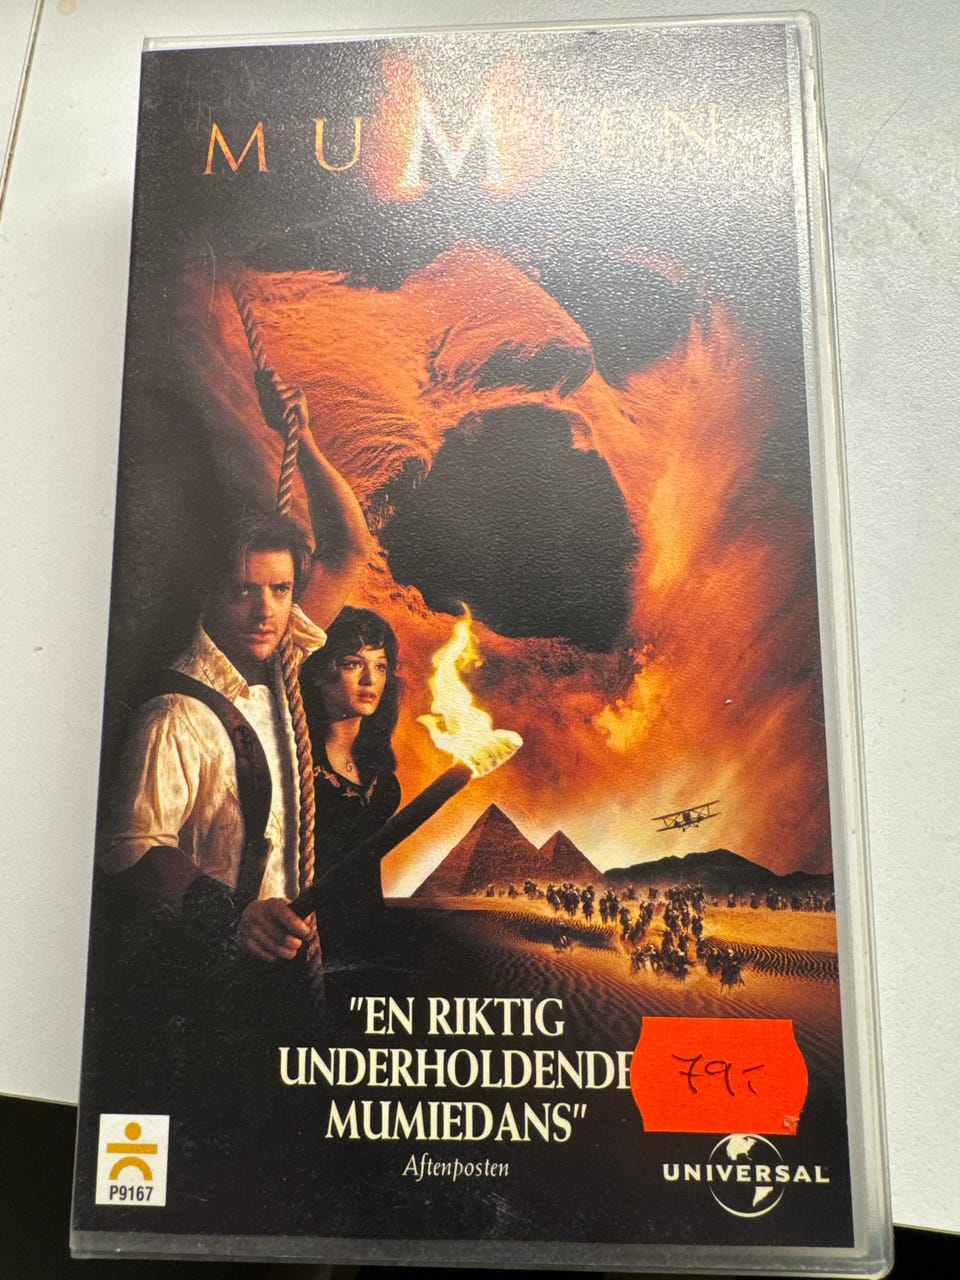 MUMIEN
"EN RIKTIG
UNDERHOLDENDE
MUMIEDANS"
Aftenposten
79,-
P9167
UNIVERSAL